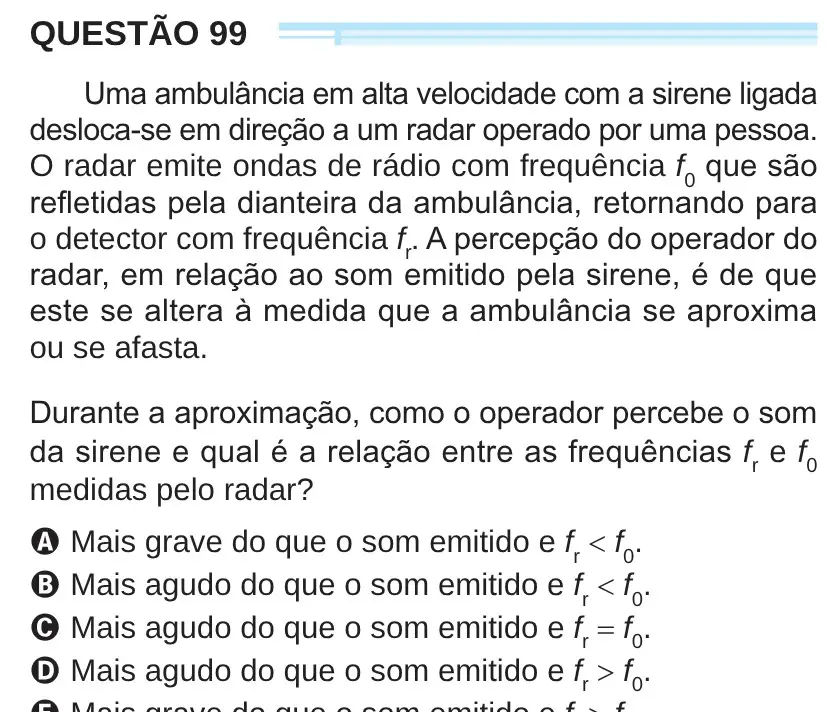 QUESTÃO 99
Uma ambulância em alta velocidade com a sirene ligada
desloca-se em direção a um radar operado por uma pessoa.
O radar emite ondas de rádio com frequência f₀ que são
refletidas pela dianteira da ambulância, retornando para
o detector com frequência fᵣ. A percepção do operador do
radar, em relação ao som emitido pela sirene, é de que
este se altera à medida que a ambulância se aproxima
ou se afasta.
Durante a aproximação, como o operador percebe o som
da sirene e qual é a relação entre as frequências fᵣ e f₀
medidas pelo radar?
A Mais grave do que o som emitido e fᵣ < f₀.
B Mais agudo do que o som emitido e fᵣ < f₀.
C Mais agudo do que o som emitido e fᵣ = f₀.
D Mais agudo do que o som emitido e fᵣ > f₀.
E Mais grave do que o som emitido e f > f